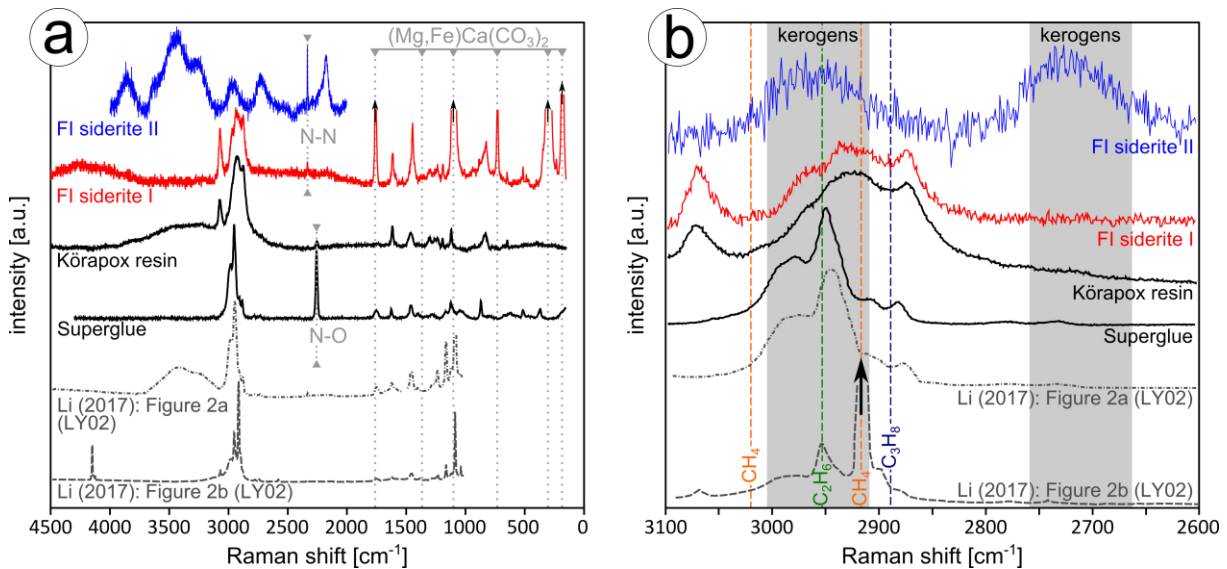 a
(Mg,Fe)Ca(CO₃)₂
FI siderite II
N-N
FI siderite I
Körapox resin
Superglue
N-O
Li (2017): Figure 2a
(LY02)
Li (2017): Figure 2b (LY02)
intensity [a.u.]
4500 4000 3500 3000 2500 2000 1500 1000 500 0
Raman shift [cm⁻¹]
b
kerogens kerogens
FI siderite II
FI siderite I
Körapox resin
Superglue
Li (2017): Figure 2a (LY02)
CH₄
C₂H₆
CH₄
C₃H₈
Li (2017): Figure 2b (LY02)
intensity [a.u.]
3100 3000 2900 2800 2700 2600
Raman shift [cm⁻¹]